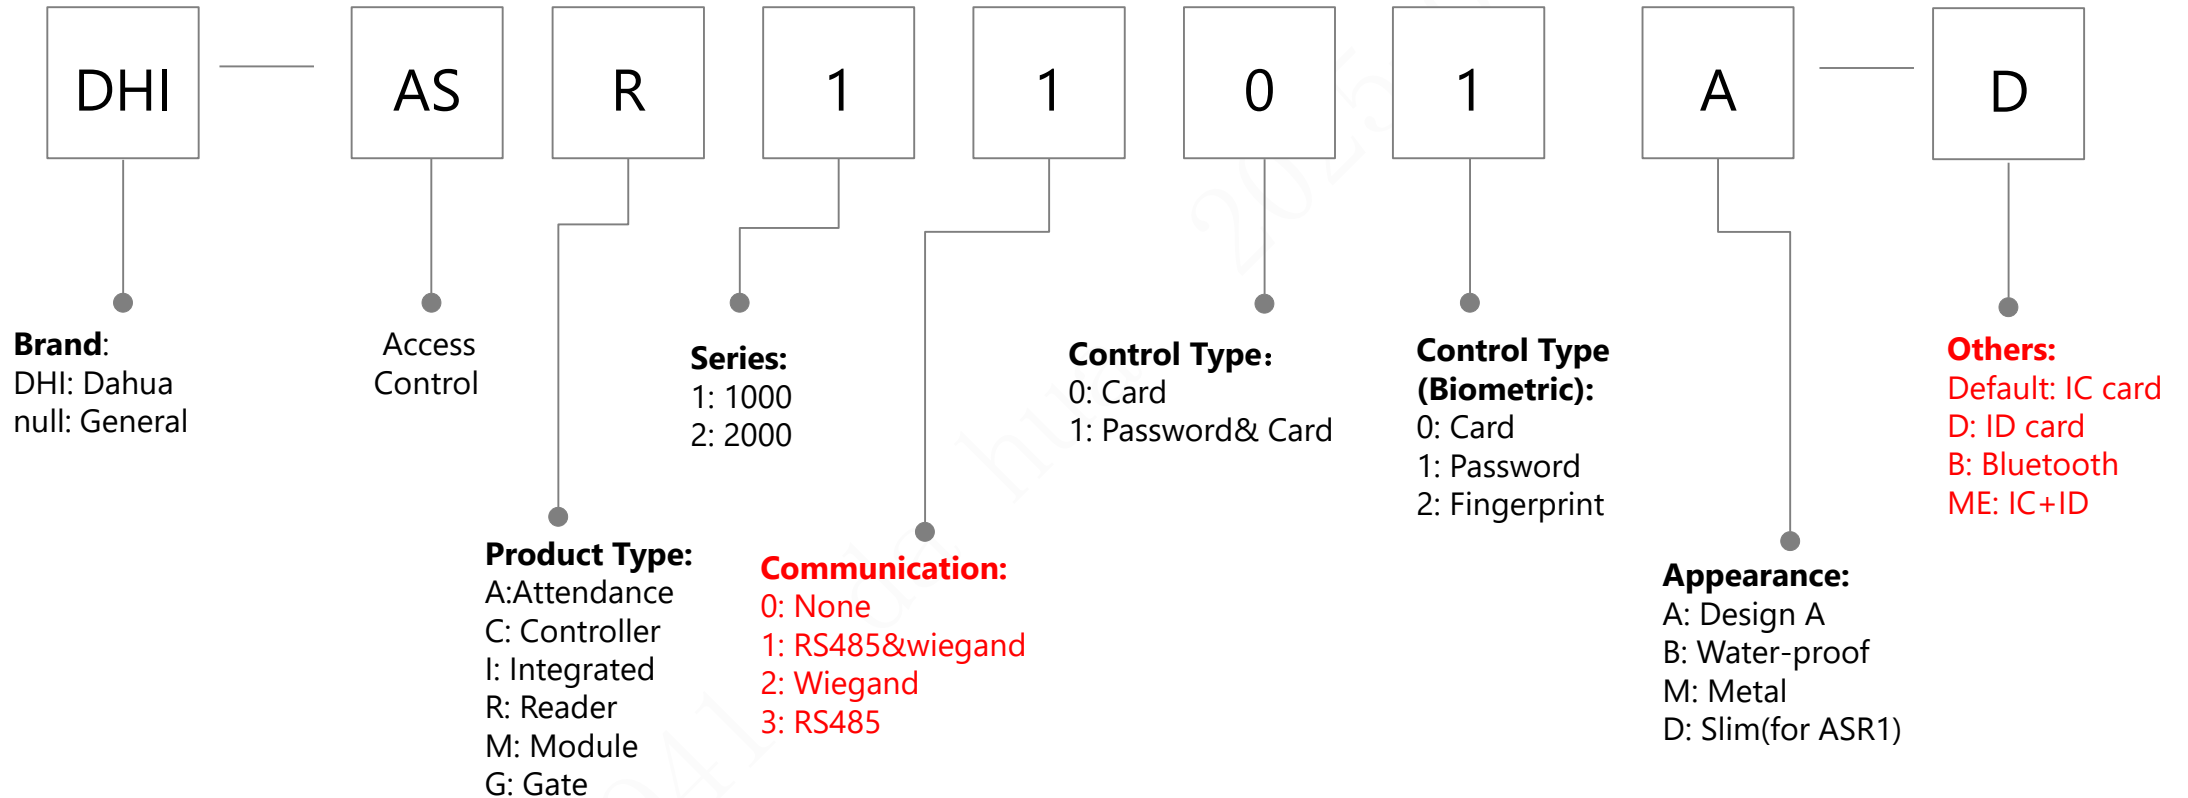 DHI — AS R 1 1 0 1 A — D
Brand:
DHI: Dahua
null: General
Access
Control
Product Type:
A:Attendance
C: Controller
I: Integrated
R: Reader
M: Module
G: Gate
Series:
1: 1000
2: 2000
Communication:
0: None
1: RS485&wiegand
2: Wiegand
3: RS485
Control Type：
0: Card
1: Password& Card
Control Type
(Biometric):
0: Card
1: Password
2: Fingerprint
Appearance:
A: Design A
B: Water-proof
M: Metal
D: Slim(for ASR1)
Others:
Default: IC card
D: ID card
B: Bluetooth
ME: IC+ID